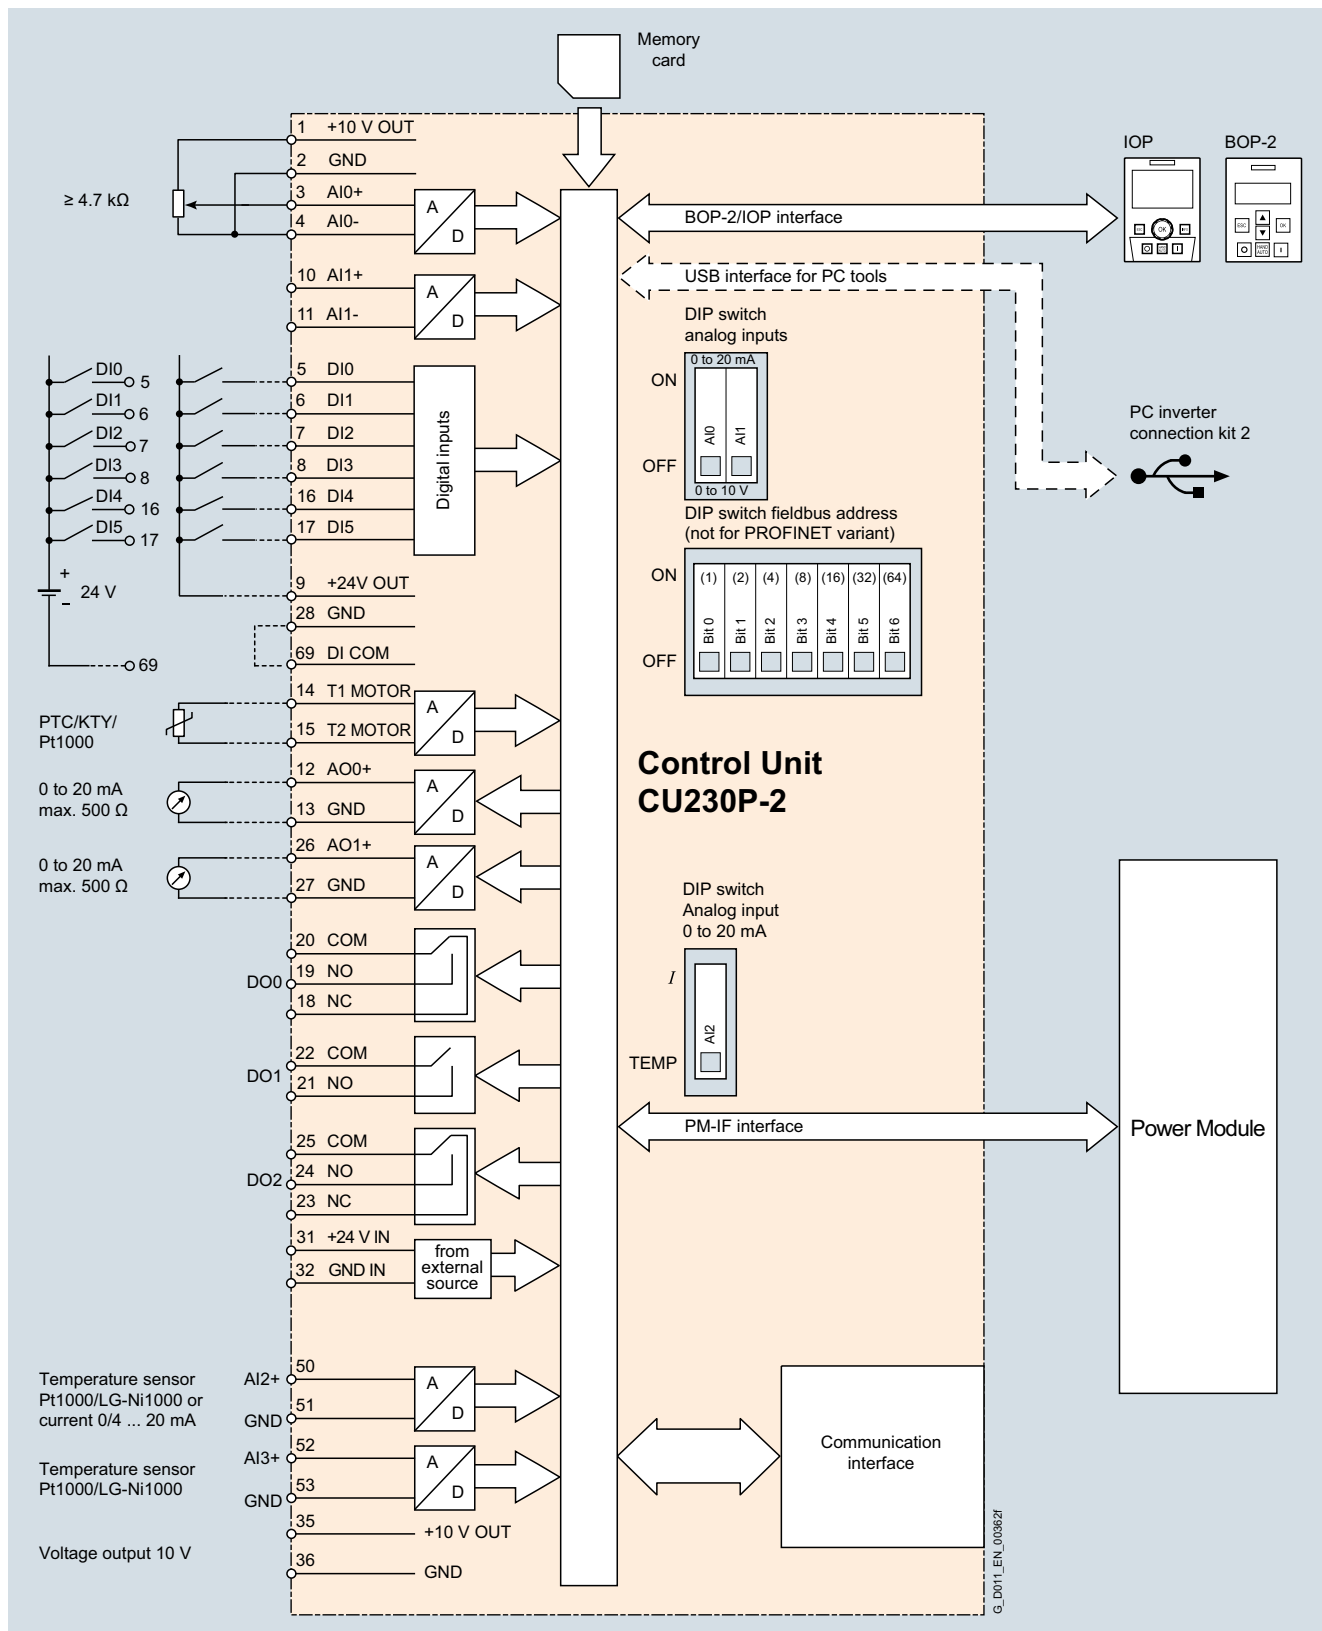 Memory
card
1 +10 V OUT
2 GND
3 AI0+
4 AI0-
≥ 4.7 kΩ
A
D
BOP-2/IOP interface
IOP
BOP-2
OK
ESC
OK
HAND
AUTO
10 AI1+
11 AI1-
A
D
USB interface for PC tools
DIP switch
analog inputs
0 to 20 mA
ON
AI0
AI1
OFF
0 to 10 V
PC inverter
connection kit 2
DI0
5
DI1
6
DI2
7
DI3
8
DI4
16
DI5
17
5 DI0
6 DI1
7 DI2
8 DI3
16 DI4
17 DI5
Digital inputs
DIP switch fieldbus address
(not for PROFINET variant)
ON
(1) (2) (4) (8) (16) (32) (64)
Bit 0
Bit 1
Bit 2
Bit 3
Bit 4
Bit 5
Bit 6
OFF
+
24 V
–
69
9 +24V OUT
28 GND
69 DI COM
14 T1 MOTOR
15 T2 MOTOR
PTC/KTY/
Pt1000
A
D
Control Unit
CU230P-2
12 AO0+
13 GND
0 to 20 mA
max. 500 Ω
A
D
26 AO1+
27 GND
0 to 20 mA
max. 500 Ω
A
D
DIP switch
Analog input
0 to 20 mA
I
AI2
TEMP
20 COM
19 NO
18 NC
DO0
22 COM
21 NO
DO1
PM-IF interface
Power Module
25 COM
24 NO
23 NC
DO2
31 +24 V IN
32 GND IN
from
external
source
Temperature sensor
Pt1000/LG-Ni1000 or
current 0/4 ... 20 mA
AI2+
50
GND
51
A
D
Temperature sensor
Pt1000/LG-Ni1000
AI3+
52
GND
53
A
D
Communication
interface
Voltage output 10 V
35
+10 V OUT
36
GND
G_D011_EN_00362f